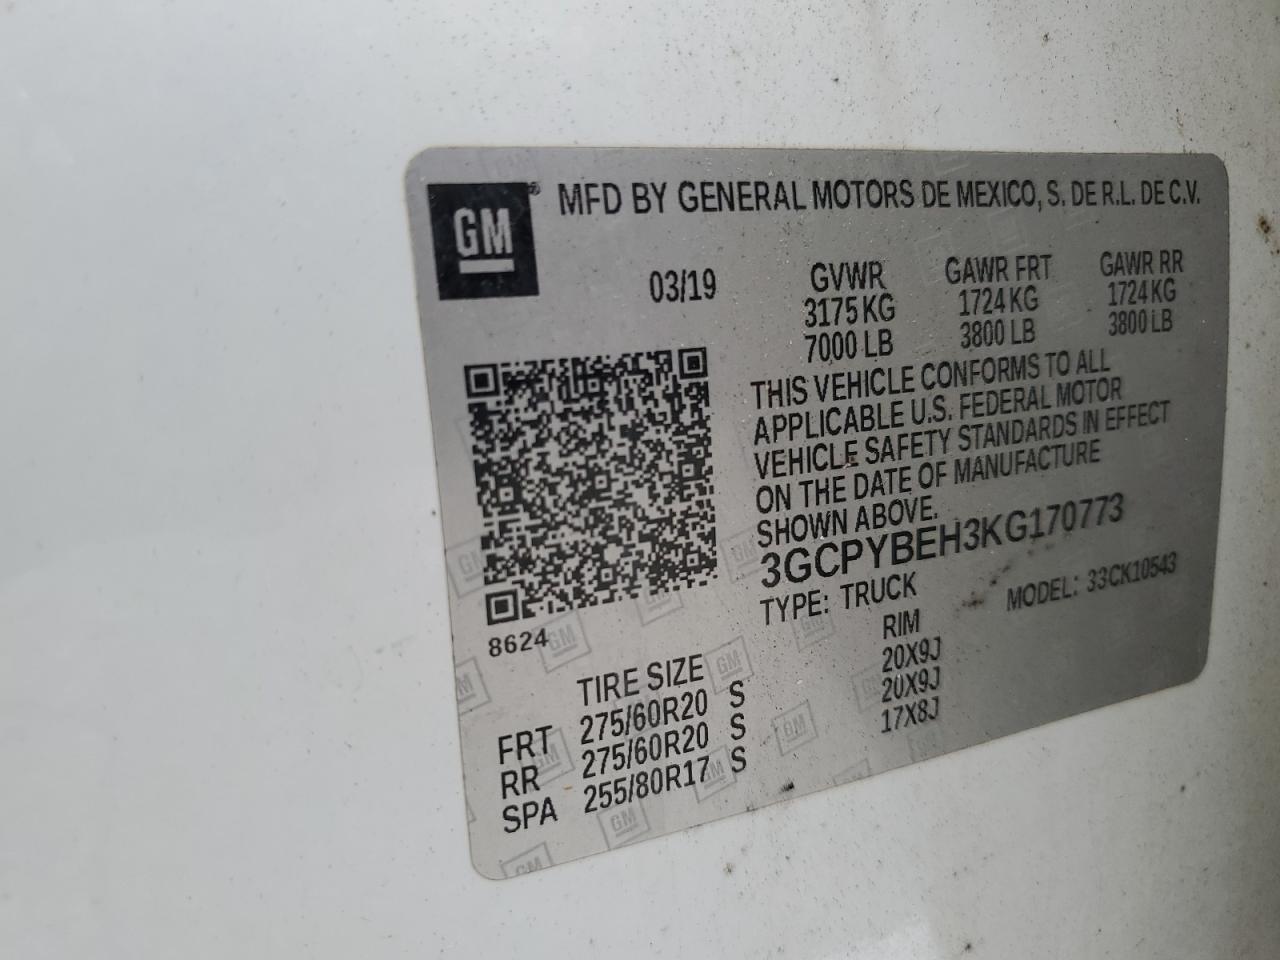 GM® MFD BY GENERAL MOTORS DE MEXICO, S. DE R.L. DE C.V.
03/19
GVWR GAWR FRT GAWR RR
3175 KG 1724 KG 1724 KG
7000 LB 3800 LB 3800 LB
THIS VEHICLE CONFORMS TO ALL
APPLICABLE U.S. FEDERAL MOTOR
VEHICLE SAFETY STANDARDS IN EFFECT
ON THE DATE OF MANUFACTURE
SHOWN ABOVE.
3GCPYBEH3KG170773
TYPE: TRUCK MODEL: 33CK10543
8624
TIRE SIZE RIM
FRT 275/60R20 S 20X9J
RR 275/60R20 S 20X9J
SPA 255/80R17 S 17X8J